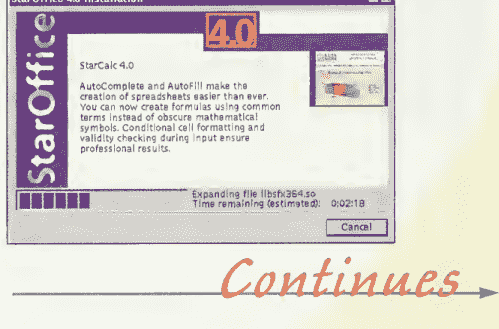 StarOffice 4.0 Installation
StarOffice
4.0
StarCalc 4.0
AutoComplete and AutoFill make the
creation of spreadsheets easier than ever.
You can now create formulas using common
terms instead of obscure mathematical
symbols. Conditional cell formatting and
validity checking during input ensure
professional results.
Expanding file libsfx364.so
Time remaining (estimated): 0:02:18
Cancel
Continues